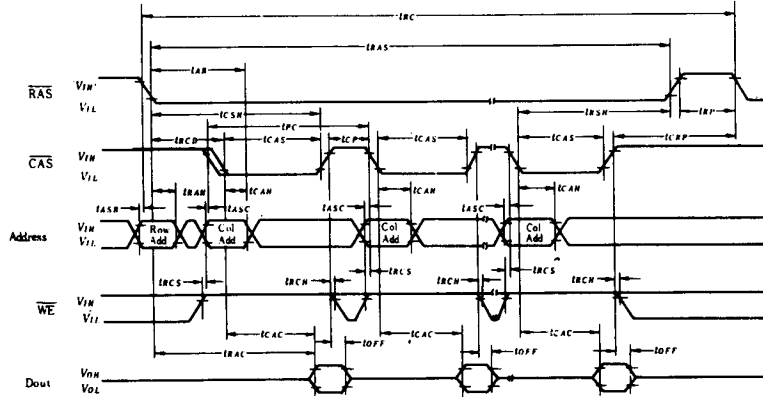 tRC
tRAS
tAR
RAS VIH
VIL
tCSH tRSH tRP
tPC
tRCD tCAS tCP tCAS tCAS tCRP
CAS VIH
VIL
tRAH tCAH tCAH tCAH
tASR tASC tASC tASC
Address VIH
VIL
Row Add Col Add Col Add Col Add
tRCS tRCH tRCS tRCH tRCS tRCH
WE VIH
VIL
tCAC tCAC tCAC
tRAC tOFF tOFF tOFF
Dout VOH
VOL